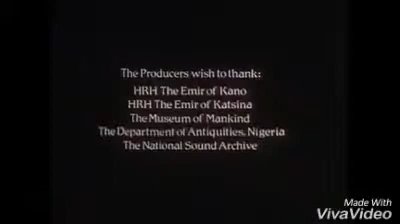 The Producers wish to thank:
HRH The Emir of Kano
HRH The Emir of Katsina
The Museum of Mankind
The Department of Antiquities, Nigeria
The National Sound Archive
Made With
VivaVideo